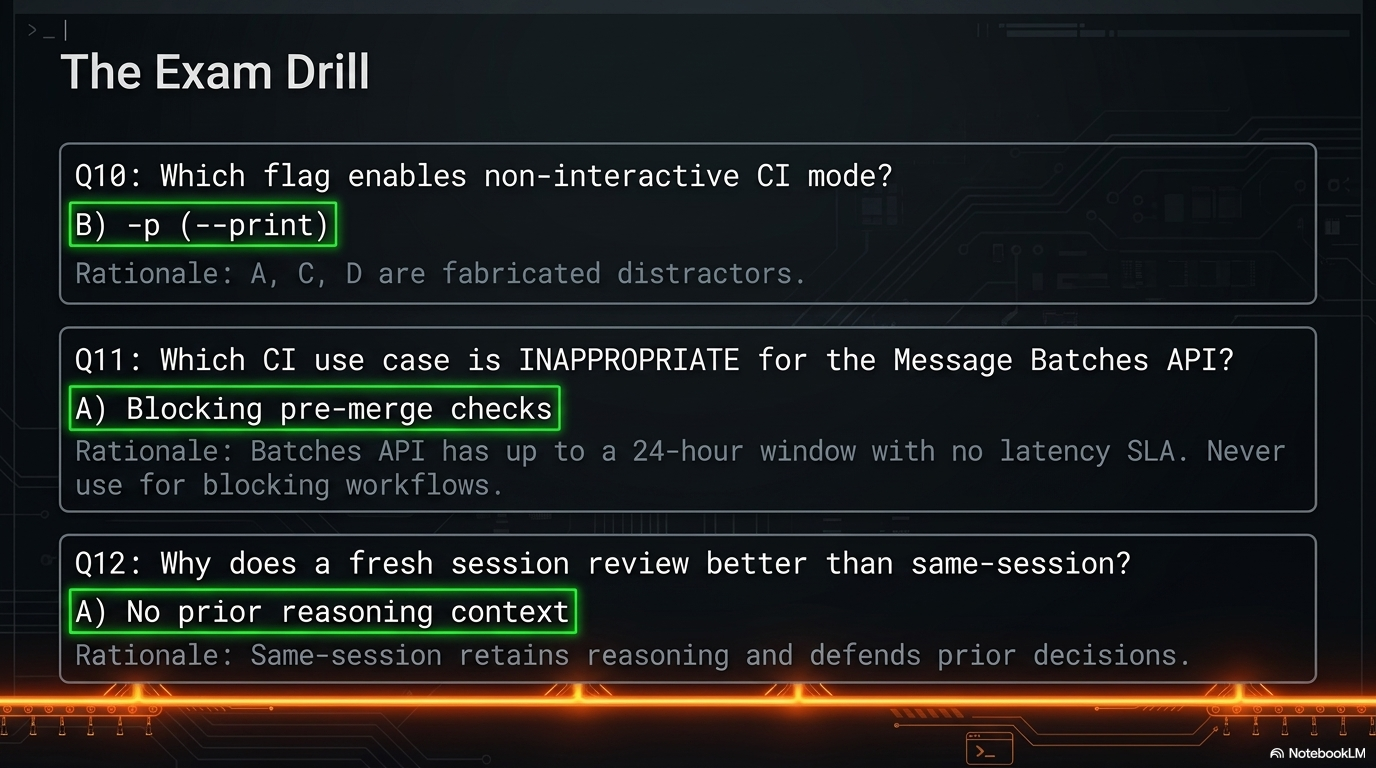 >_|
The Exam Drill
Q10: Which flag enables non-interactive CI mode?
B) -p (--print)
Rationale: A, C, D are fabricated distractors.
Q11: Which CI use case is INAPPROPRIATE for the Message Batches API?
A) Blocking pre-merge checks
Rationale: Batches API has up to a 24-hour window with no latency SLA. Never
use for blocking workflows.
Q12: Why does a fresh session review better than same-session?
A) No prior reasoning context
Rationale: Same-session retains reasoning and defends prior decisions.
>_
NotebookLM